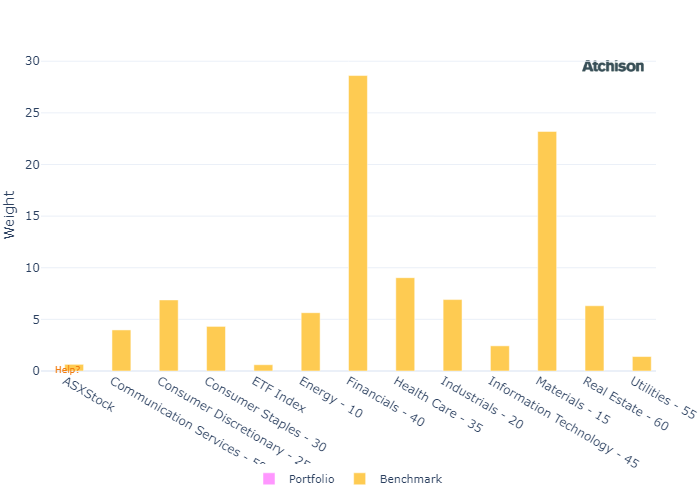 Atchison
30
25
20
15
10
5
0
Weight
Help?
ASXStock
Communication Services - 50
Consumer Discretionary - 25
Consumer Staples - 30
ETF Index
Energy - 10
Financials - 40
Health Care - 35
Industrials - 20
Information Technology - 45
Materials - 15
Real Estate - 60
Utilities - 55
Portfolio
Benchmark